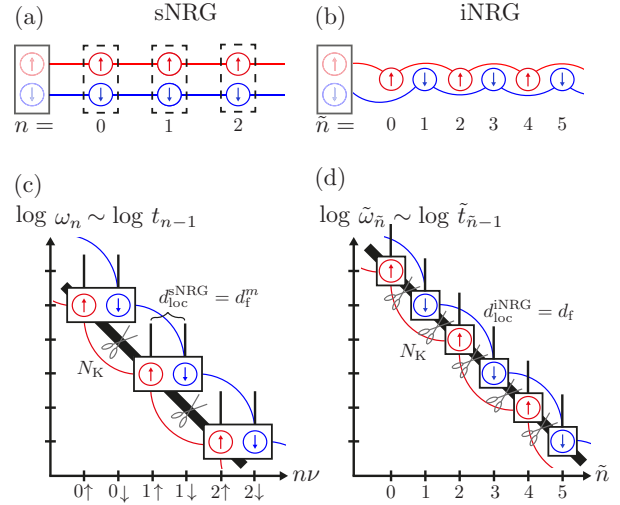 (a) sNRG
↑ ↑ ↑ ↑
↓ ↓ ↓ ↓
n = 0 1 2
(b) iNRG
↑ ↑ ↑ ↑
↓ ↓ ↓ ↓
ñ = 0 1 2 3 4 5
(c)
log ω_n ~ log t_{n−1}
d_loc^sNRG = d_f^m
↑ ↓
N_K
↑ ↓
↑ ↓
0↑ 0↓ 1↑ 1↓ 2↑ 2↓
nν
(d)
log ω̃_ñ ~ log t̃_{ñ−1}
↑
↓
d_loc^iNRG = d_f
↑
N_K
↓
↑
↓
0 1 2 3 4 5
ñ